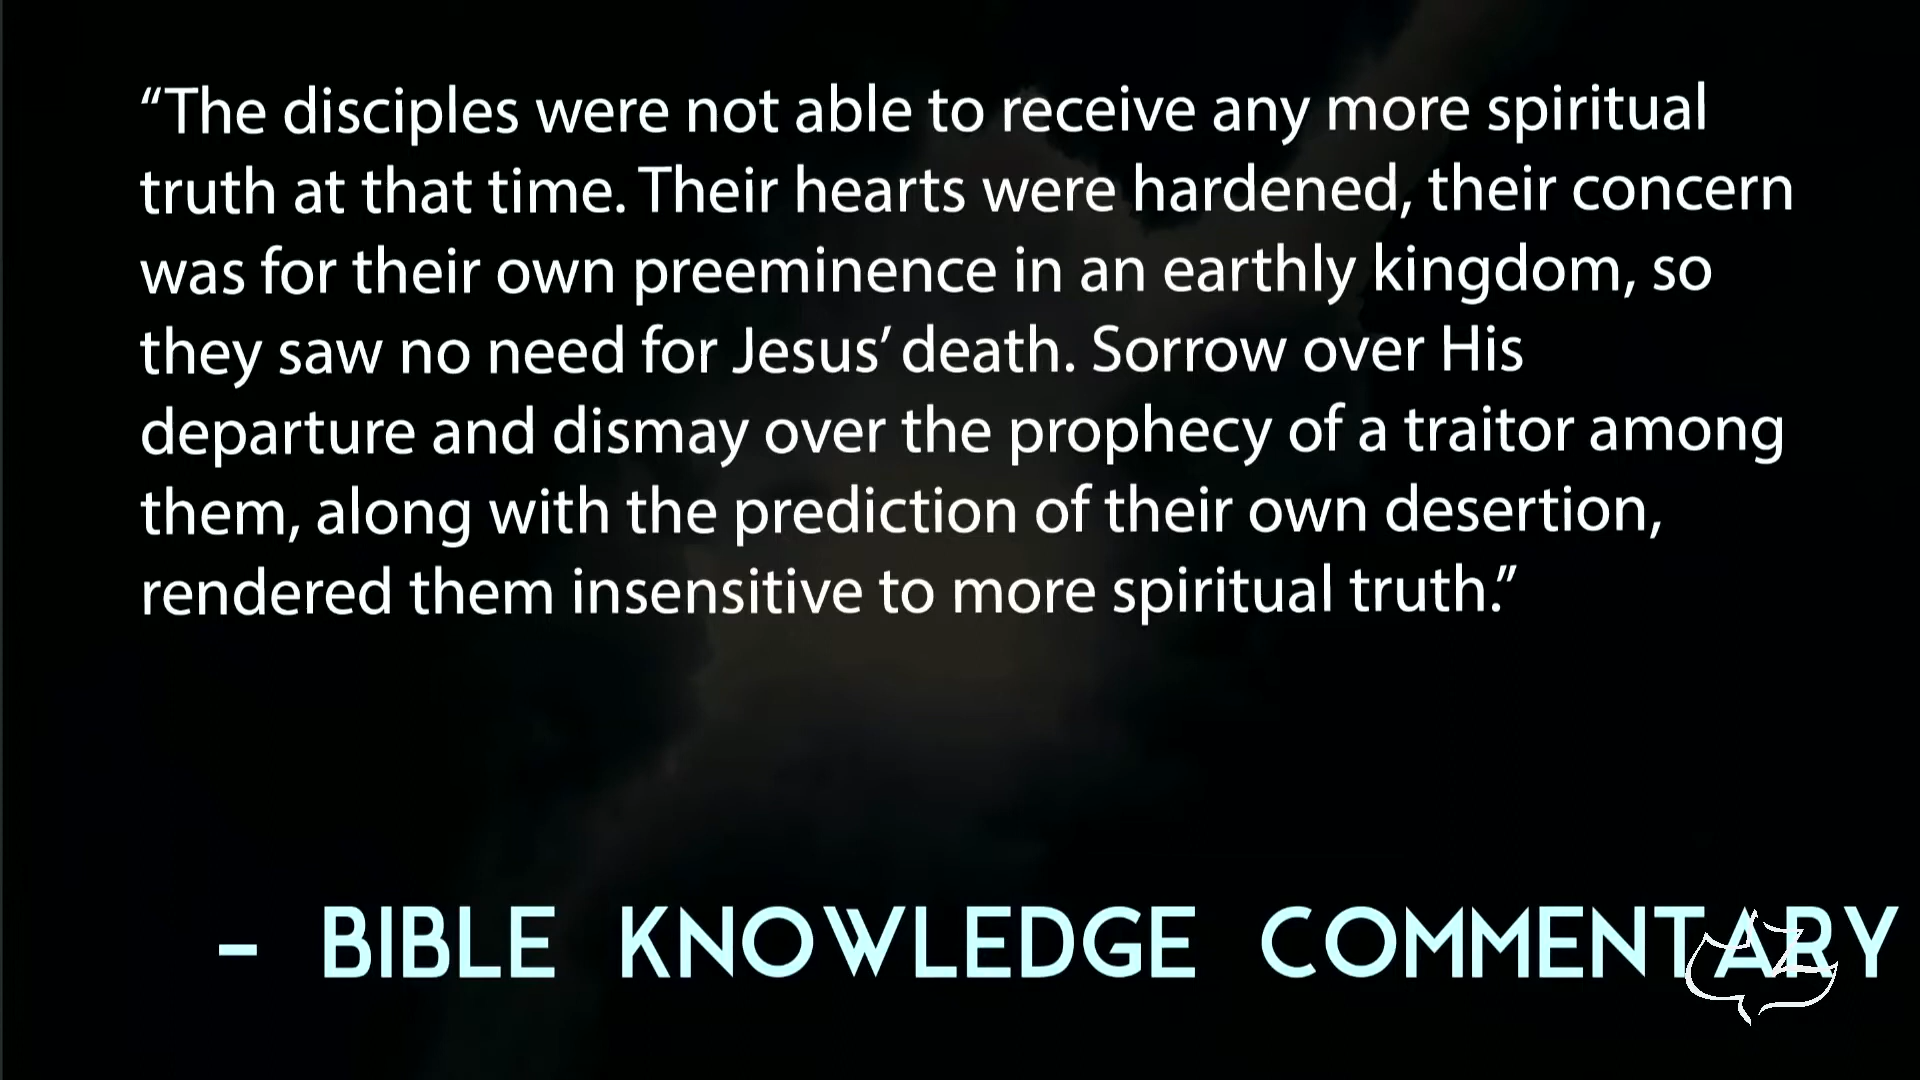 “The disciples were not able to receive any more spiritual
truth at that time. Their hearts were hardened, their concern
was for their own preeminence in an earthly kingdom, so
they saw no need for Jesus’ death. Sorrow over His
departure and dismay over the prophecy of a traitor among
them, along with the prediction of their own desertion,
rendered them insensitive to more spiritual truth.”
– BIBLE KNOWLEDGE COMMENTARY